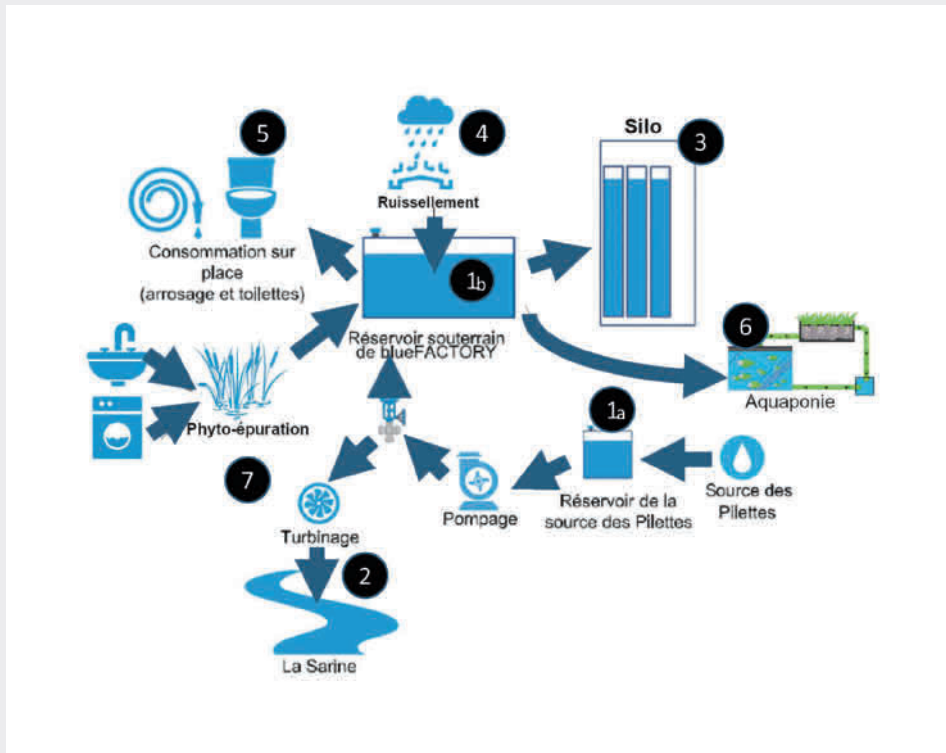 5
4
Silo
3
Ruissellement
Consommation sur
place
(arrosage et toilettes)
1b
Réservoir souterrain
de blueFACTORY
6
Aquaponie
Phyto-épuration
1a
7
Pompage
Réservoir de la
source des Pilettes
Source des
Pilettes
Turbinage
2
La Sarine